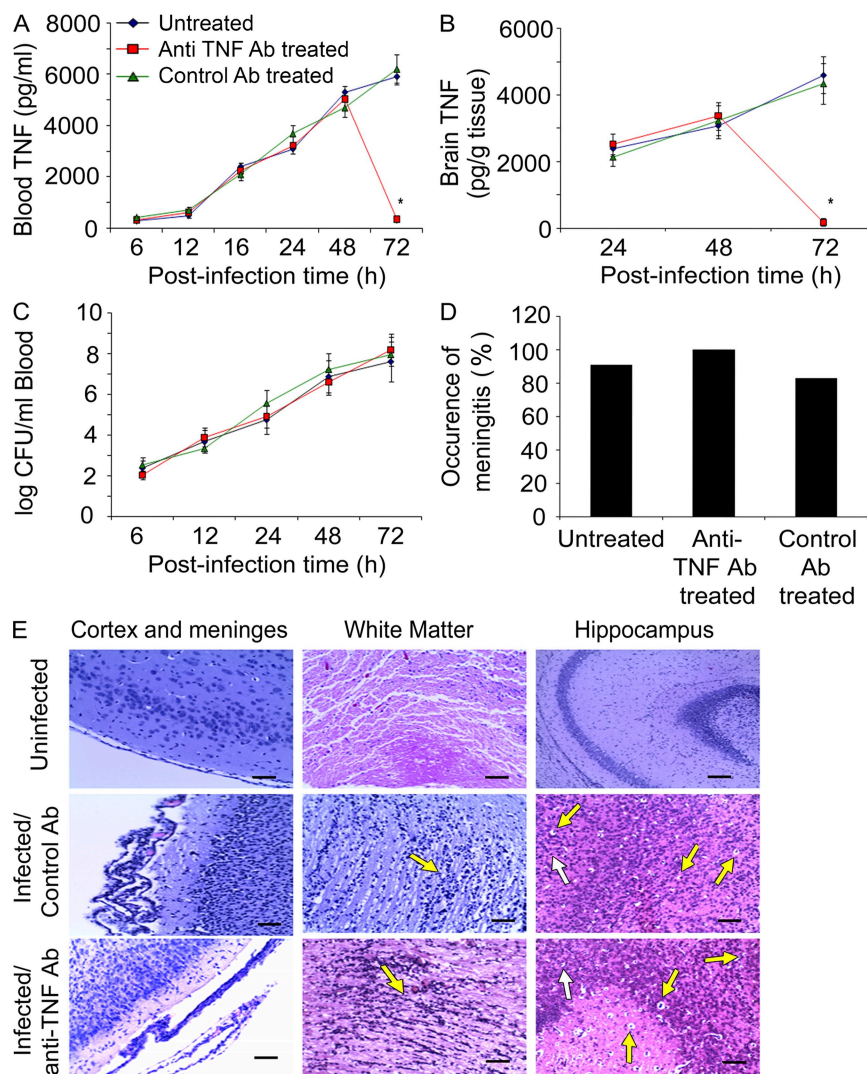 A
Untreated
Anti TNF Ab treated
Control Ab treated
Blood TNF (pg/ml)
8000
6000
4000
2000
0
6 12 16 24 48 72
*
Post-infection time (h)
B
Brain TNF
(pg/g tissue)
6000
4000
2000
0
24 48 72
*
Post-infection time (h)
C
log CFU/ml Blood
10
8
6
4
2
0
6 12 24 48 72
Post-infection time (h)
D
Occurence of
meningitis (%)
120
100
80
60
40
20
0
Untreated
Anti-
TNF Ab
treated
Control
Ab
treated
E
Cortex and meninges White Matter Hippocampus
Uninfected
Infected/
Control Ab
Infected/
anti-TNF Ab